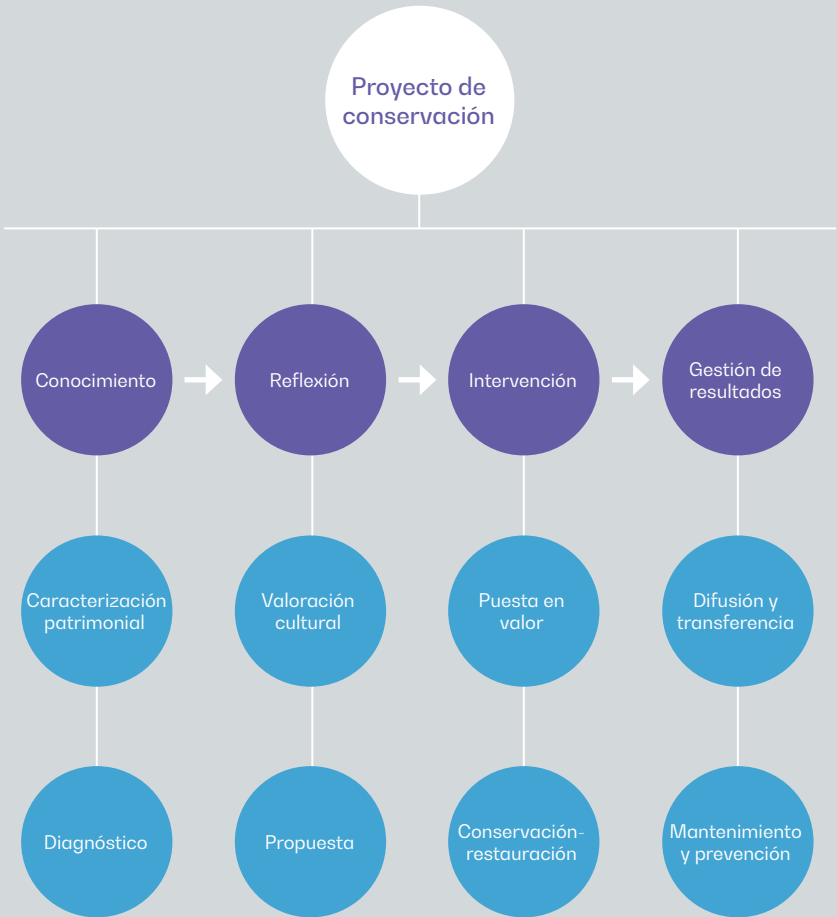 Proyecto de
conservación
Conocimiento
Reflexión
Intervención
Gestión de
resultados
Caracterización
patrimonial
Valoración
cultural
Puesta en
valor
Difusión y
transferencia
Diagnóstico
Propuesta
Conservación-
restauración
Mantenimiento
y prevención